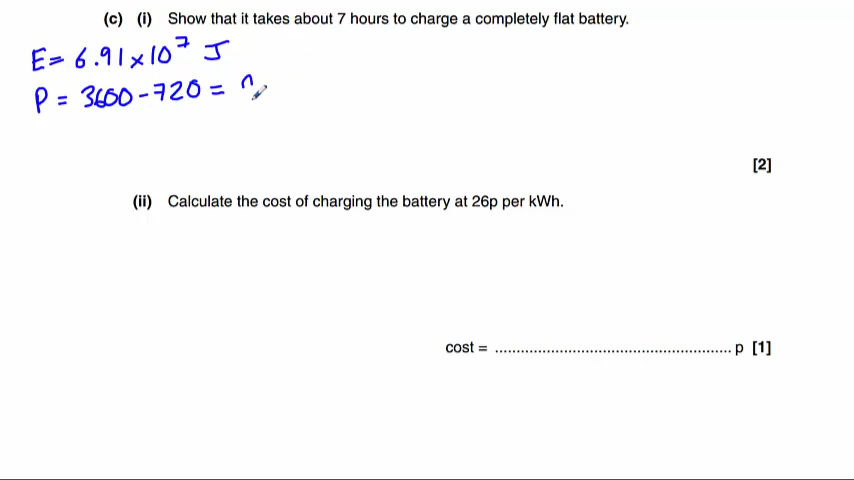 (c) (i) Show that it takes about 7 hours to charge a completely flat battery.
E = 6.91 × 10⁷ J
P = 3600 - 720 =
[2]
(ii) Calculate the cost of charging the battery at 26p per kWh.
cost = ...................................................... p [1]